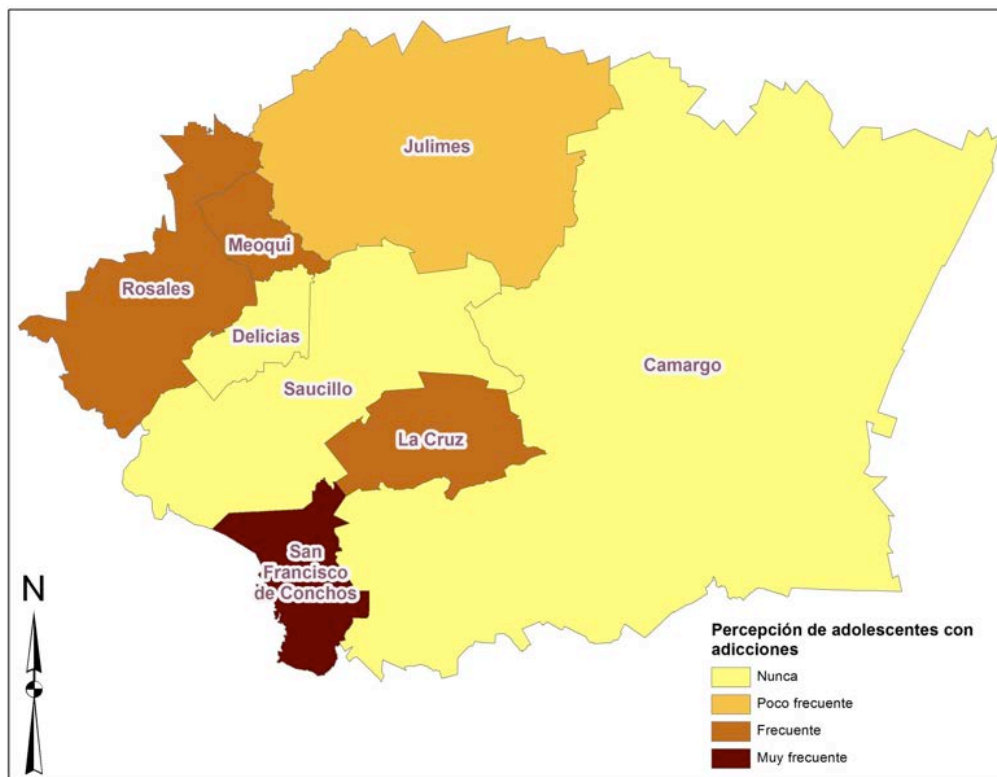 Julimes
Meoqui
Rosales
Delicias
Camargo
Saucillo
La Cruz
San
Francisco
de Conchos
N
Percepción de adolescentes con
adicciones
Nunca
Poco frecuente
Frecuente
Muy frecuente